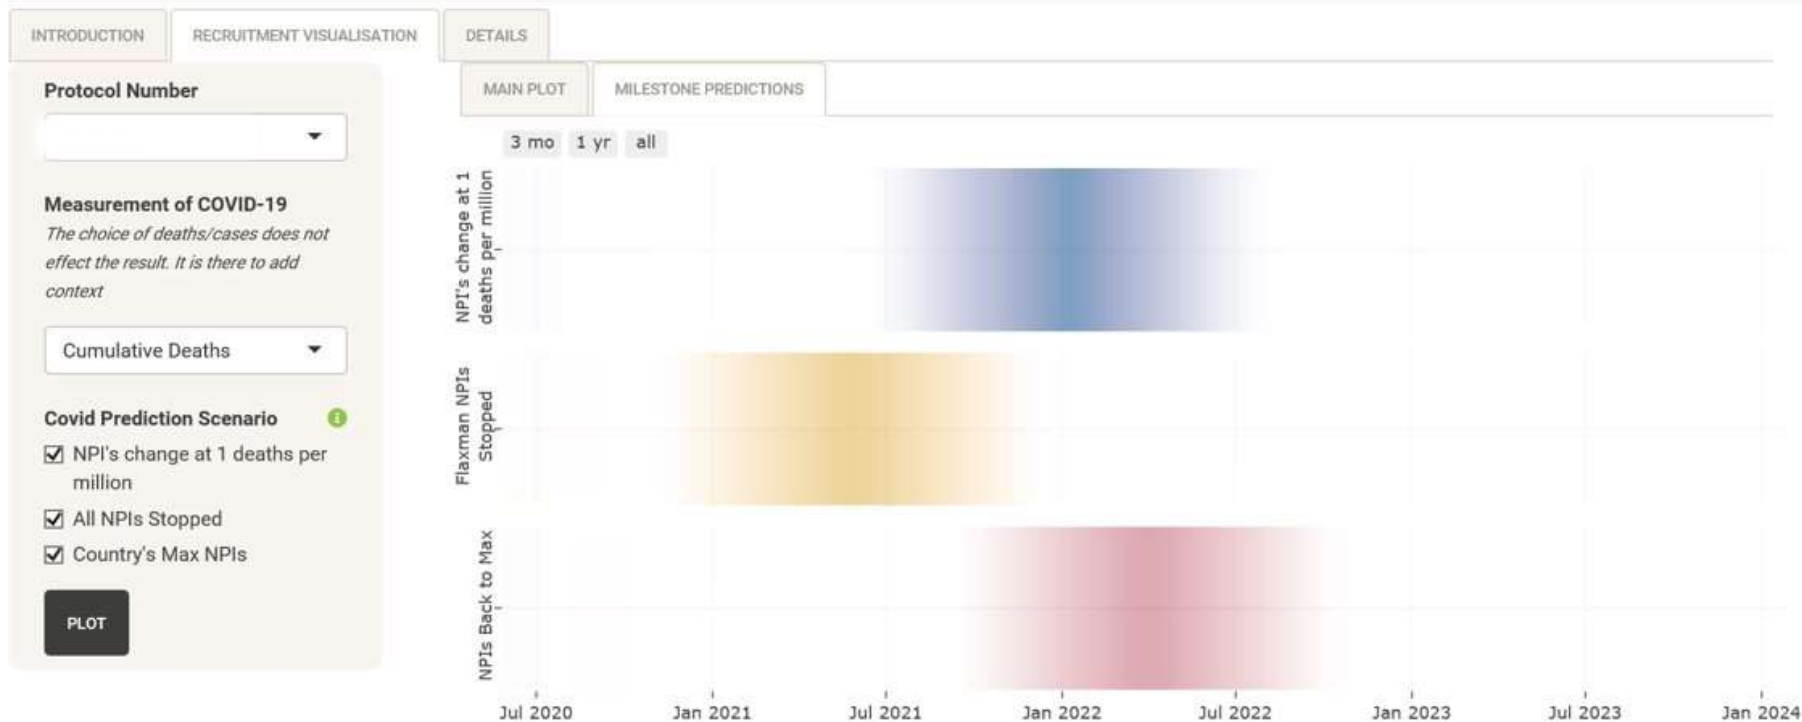 INTRODUCTION
RECRUITMENT VISUALISATION
DETAILS
Protocol Number
Measurement of COVID-19
The choice of deaths/cases does not
effect the result. It is there to add
context
Cumulative Deaths
Covid Prediction Scenario
NPI's change at 1 deaths per
million
All NPIs Stopped
Country's Max NPIs
PLOT
MAIN PLOT
MILESTONE PREDICTIONS
3 mo
1 yr
all
NPI's change at 1
deaths per million
Flaxman NPIs
Stopped
NPIs Back to Max
Jul 2020
Jan 2021
Jul 2021
Jan 2022
Jul 2022
Jan 2023
Jul 2023
Jan 2024